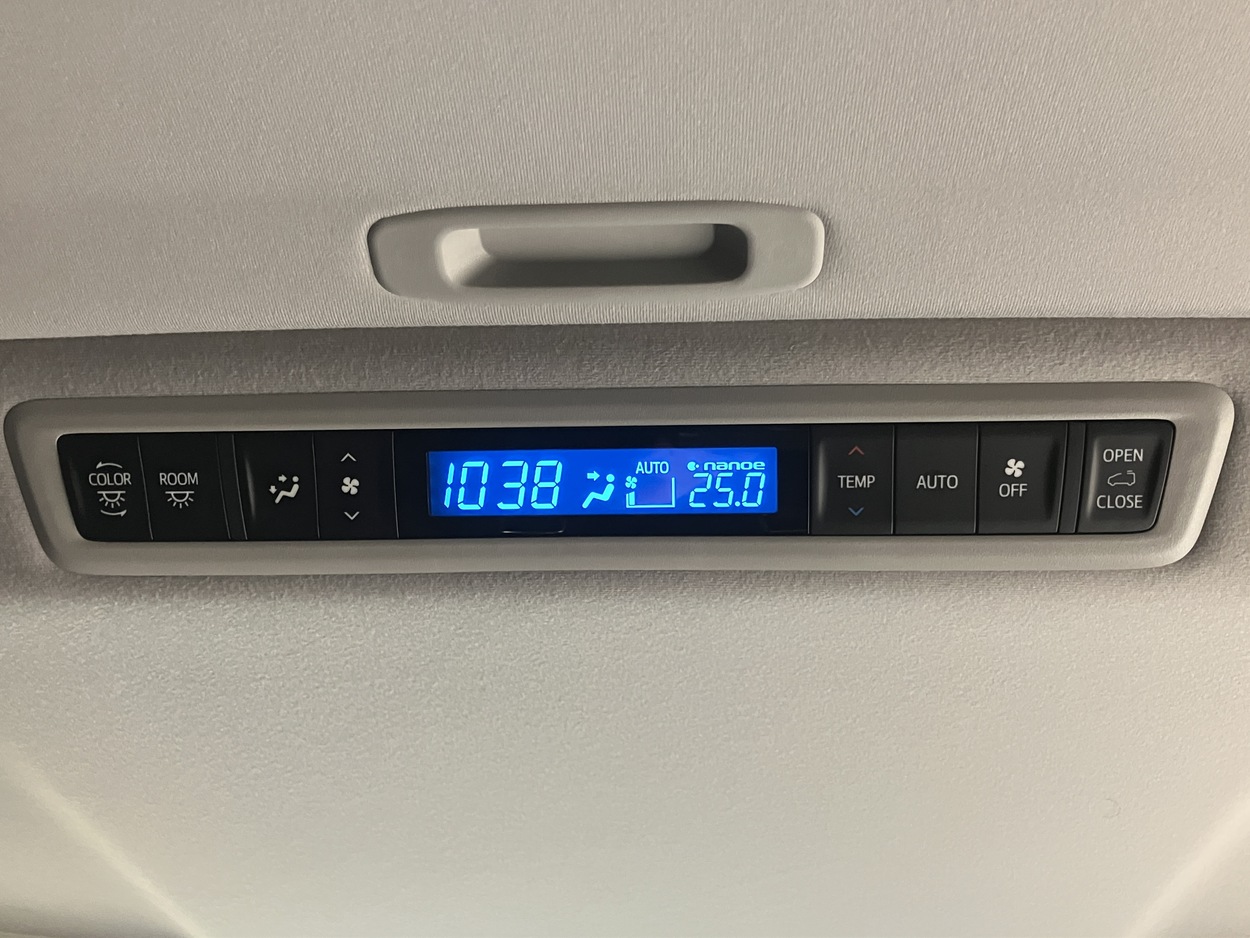 COLOR
ROOM
1038
AUTO
nanoe
25.0
TEMP
AUTO
OFF
OPEN
CLOSE